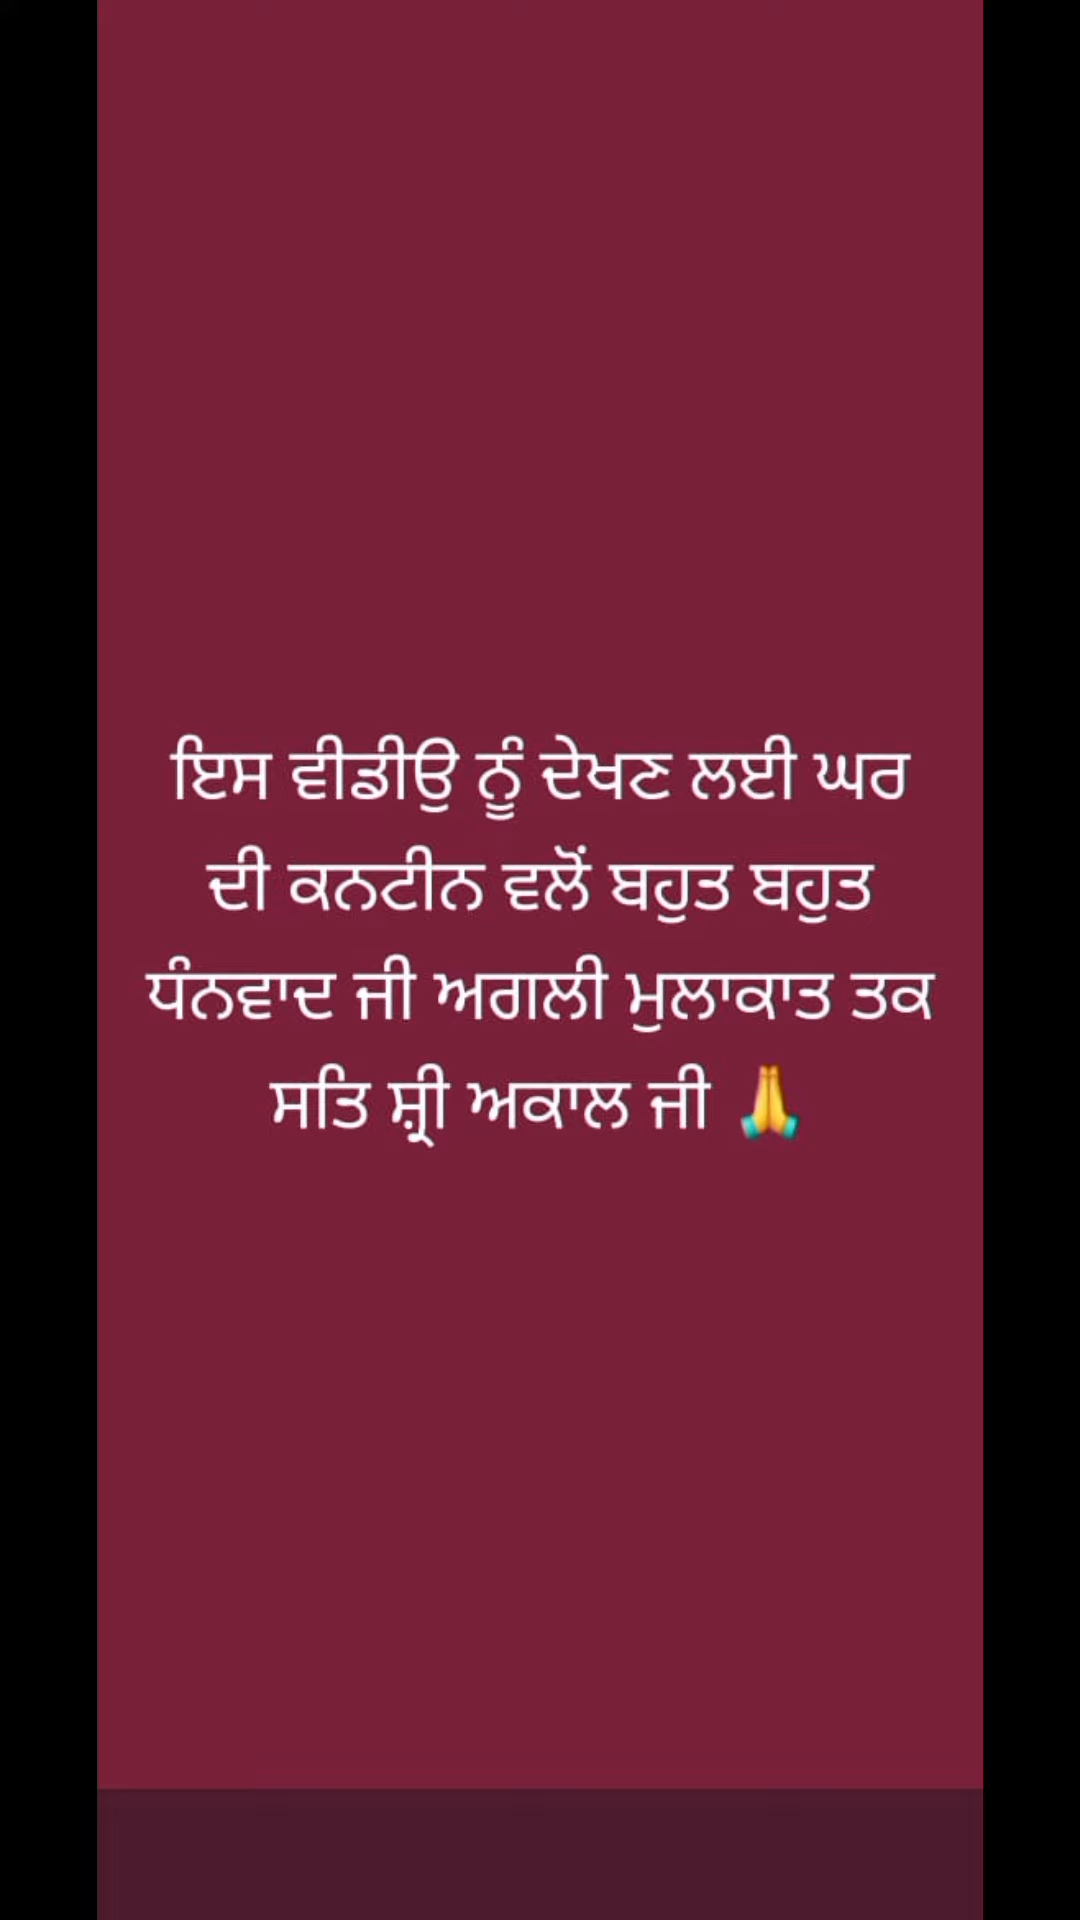 ਇਸ ਵੀਡੀਉ ਨੂੰ ਦੇਖਣ ਲਈ ਘਰ
ਦੀ ਕਨਟੀਨ ਵਲੋਂ ਬਹੁਤ ਬਹੁਤ
ਧੰਨਵਾਦ ਜੀ ਅਗਲੀ ਮੁਲਾਕਾਤ ਤਕ
ਸਤਿ ਸ਼੍ਰੀ ਅਕਾਲ ਜੀ 🙏